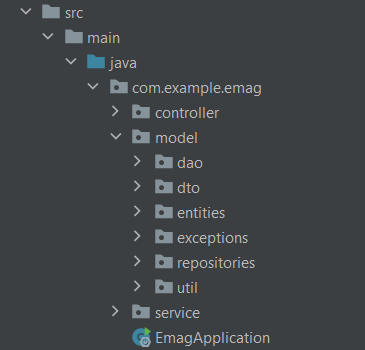 src
main
java
com.example.emag
controller
model
dao
dto
entities
exceptions
repositories
util
service
EmagApplication